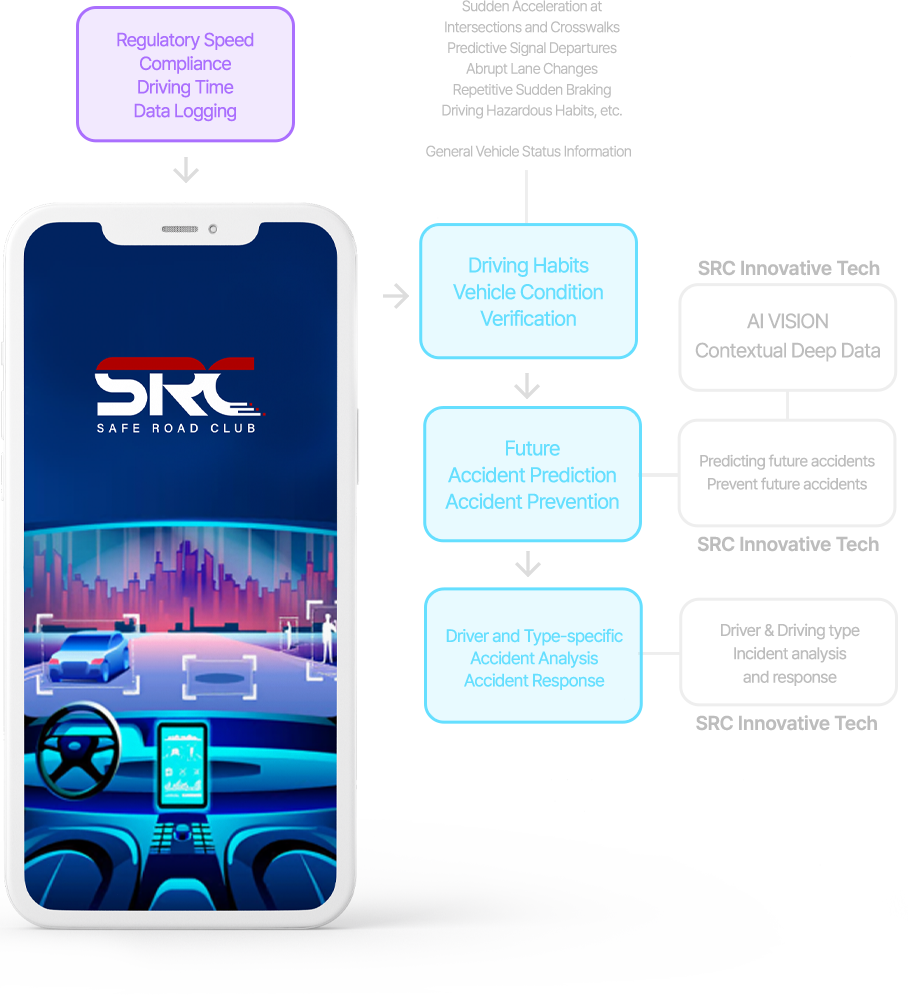 Regulatory Speed
Compliance
Driving Time
Data Logging
Sudden Acceleration at
Intersections and Crosswalks
Predictive Signal Departures
Abrupt Lane Changes
Repetitive Sudden Braking
Driving Hazardous Habits, etc.
General Vehicle Status Information
SRC
SAFE ROAD CLUB
Driving Habits
Vehicle Condition
Verification
Future
Accident Prediction
Accident Prevention
Driver and Type-specific
Accident Analysis
Accident Response
SRC Innovative Tech
AI VISION
Contextual Deep Data
Predicting future accidents
Prevent future accidents
SRC Innovative Tech
Driver & Driving type
Incident analysis
and response
SRC Innovative Tech